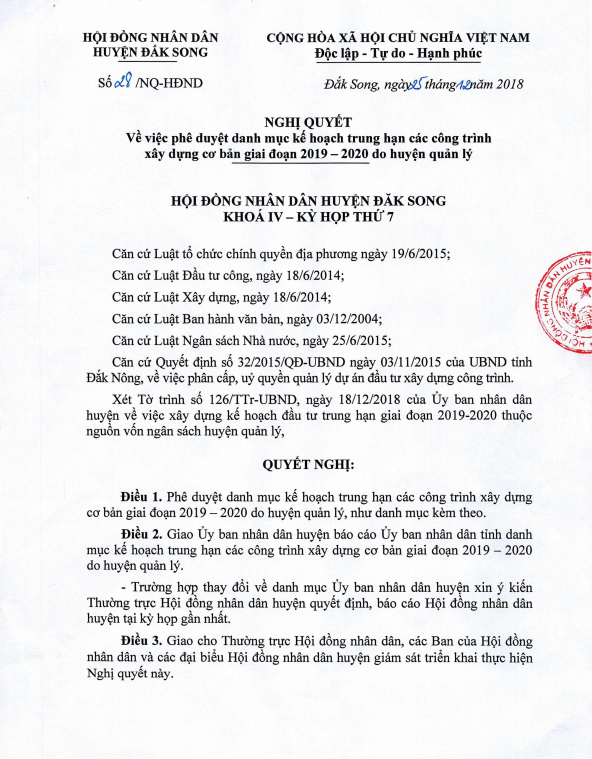 HỘI ĐỒNG NHÂN DÂN
HUYỆN ĐẮK SONG
CỘNG HÒA XÃ HỘI CHỦ NGHĨA VIỆT NAM
Độc lập - Tự do - Hạnh phúc
Số 28 /NQ-HĐND
Đắk Song, ngày 25 tháng 12 năm 2018
NGHỊ QUYẾT
Về việc phê duyệt danh mục kế hoạch trung hạn các công trình
xây dựng cơ bản giai đoạn 2019 – 2020 do huyện quản lý
HỘI ĐỒNG NHÂN DÂN HUYỆN ĐĂK SONG
KHOÁ IV – KỲ HỌP THỨ 7
Căn cứ Luật tổ chức chính quyền địa phương ngày 19/6/2015;
Căn cứ Luật Đầu tư công, ngày 18/6/2014;
Căn cứ Luật Xây dựng, ngày 18/6/2014;
Căn cứ Luật Ban hành văn bản, ngày 03/12/2004;
Căn cứ Luật Ngân sách Nhà nước, ngày 25/6/2015;
Căn cứ Quyết định số 32/2015/QĐ-UBND ngày 03/11/2015 của UBND tỉnh
Đắk Nông, về việc phân cấp, uỷ quyền quản lý dự án đầu tư xây dựng công trình.
Xét Tờ trình số 126/TTr-UBND, ngày 18/12/2018 của Ủy ban nhân dân
huyện về việc xây dựng kế hoạch đầu tư trung hạn giai đoạn 2019-2020 thuộc
nguồn vốn ngân sách huyện quản lý,
QUYẾT NGHỊ:
Điều 1. Phê duyệt danh mục kế hoạch trung hạn các công trình xây dựng
cơ bản giai đoạn 2019 – 2020 do huyện quản lý, như danh mục kèm theo.
Điều 2. Giao Ủy ban nhân dân huyện báo cáo Ủy ban nhân dân tỉnh danh
mục kế hoạch trung hạn các công trình xây dựng cơ bản giai đoạn 2019 – 2020
do huyện quản lý.
- Trường hợp thay đổi về danh mục Ủy ban nhân dân huyện xin ý kiến
Thường trực Hội đồng nhân dân huyện quyết định, báo cáo Hội đồng nhân dân
huyện tại kỳ họp gần nhất.
Điều 3. Giao cho Thường trực Hội đồng nhân dân, các Ban của Hội đồng
nhân dân và các đại biểu Hội đồng nhân dân huyện giám sát triển khai thực hiện
Nghị quyết này.
HỘI ĐỒNG NHÂN DÂN HUYỆN